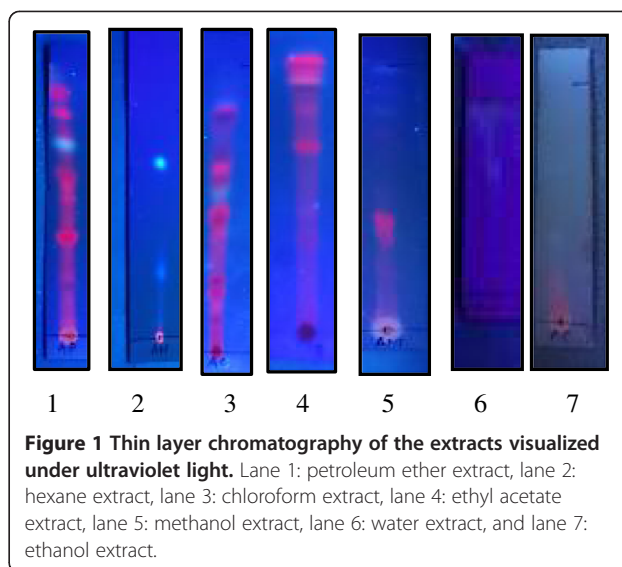 1 2 3 4 5 6 7
Figure 1 Thin layer chromatography of the extracts visualized
under ultraviolet light. Lane 1: petroleum ether extract, lane 2:
hexane extract, lane 3: chloroform extract, lane 4: ethyl acetate
extract, lane 5: methanol extract, lane 6: water extract, and lane 7:
ethanol extract.